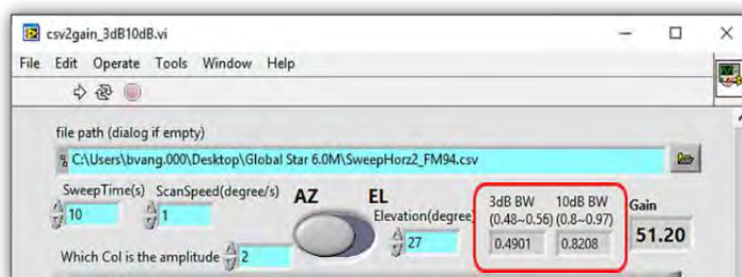 csv2gain_3dB10dB.vi
File Edit Operate Tools Window Help
file path (dialog if empty)
C:\Users\bvang.000\Desktop\Global Star 6.0M\SweepHorz2_FM94.csv
SweepTime(s) ScanSpeed(degree/s) AZ EL 3dB BW 10dB BW Gain
Elevation(degree) (0.48~0.56) (0.8~0.97)
10 1 27 0.4901 0.8208 51.20
Which Col is the amplitude 2